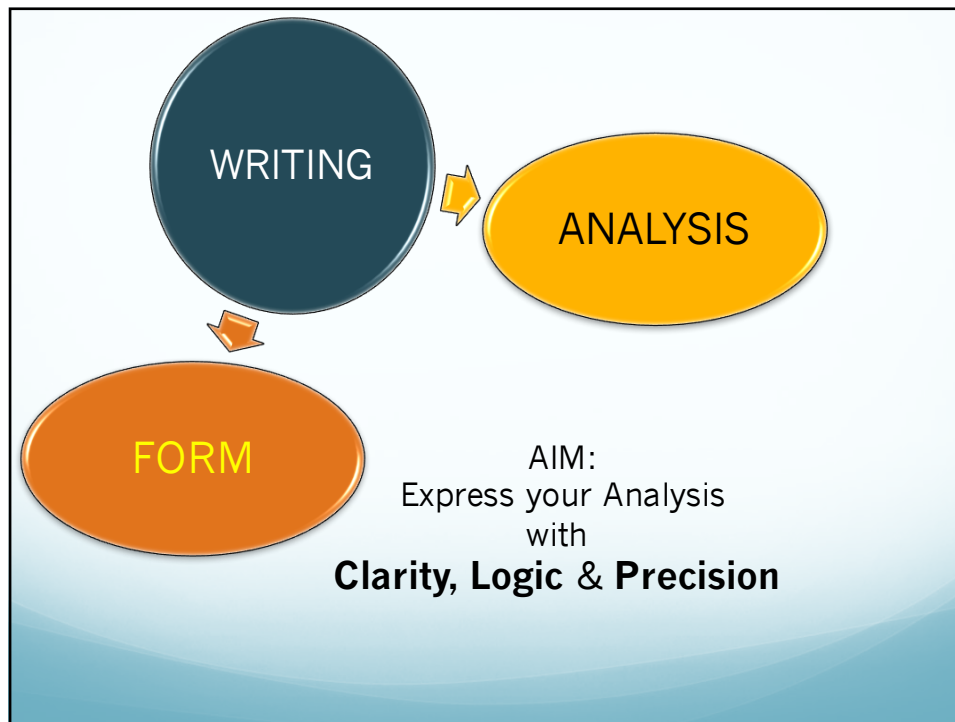 WRITING
ANALYSIS
FORM
AIM:
Express your Analysis
with
Clarity, Logic & Precision